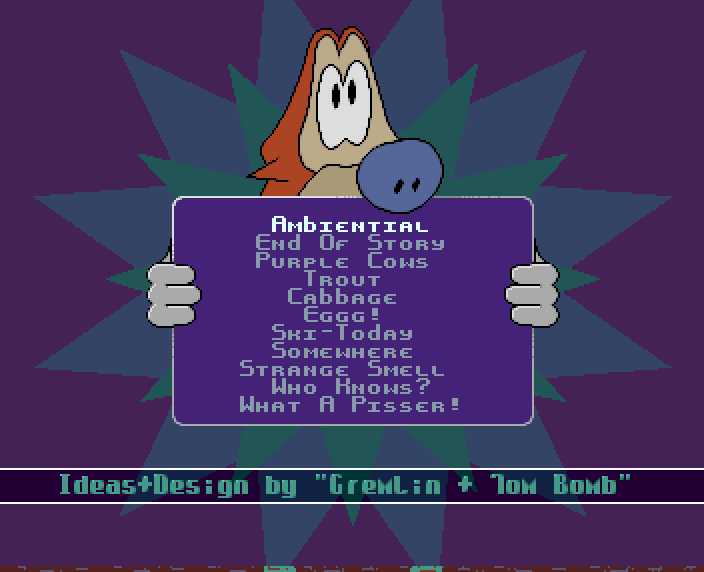 Ambiential
End Of Story
Purple Cows
Trout
Cabbage
Eggg!
Ski-Today
Somewhere
Strange Smell
Who Knows?
What A Pisser!
Ideas+Design by "Gremlin + Tom Bomb"